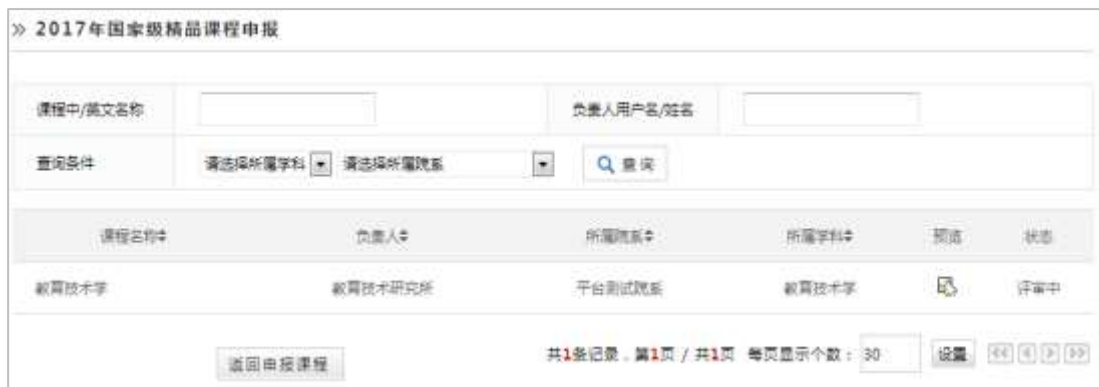 » 2017年国家级精品课程申报
课程中/英文名称 负责人用户名/姓名
查询条件 请选择所属学科 请选择所属院系 查询
课程名称 负责人 所属院系 所属学科 预览 状态
教育技术学 教育技术研究所 平台测试院系 教育技术学 评审中
返回申报课程 共1条记录，第1页 / 共1页 每页显示个数： 30 设置